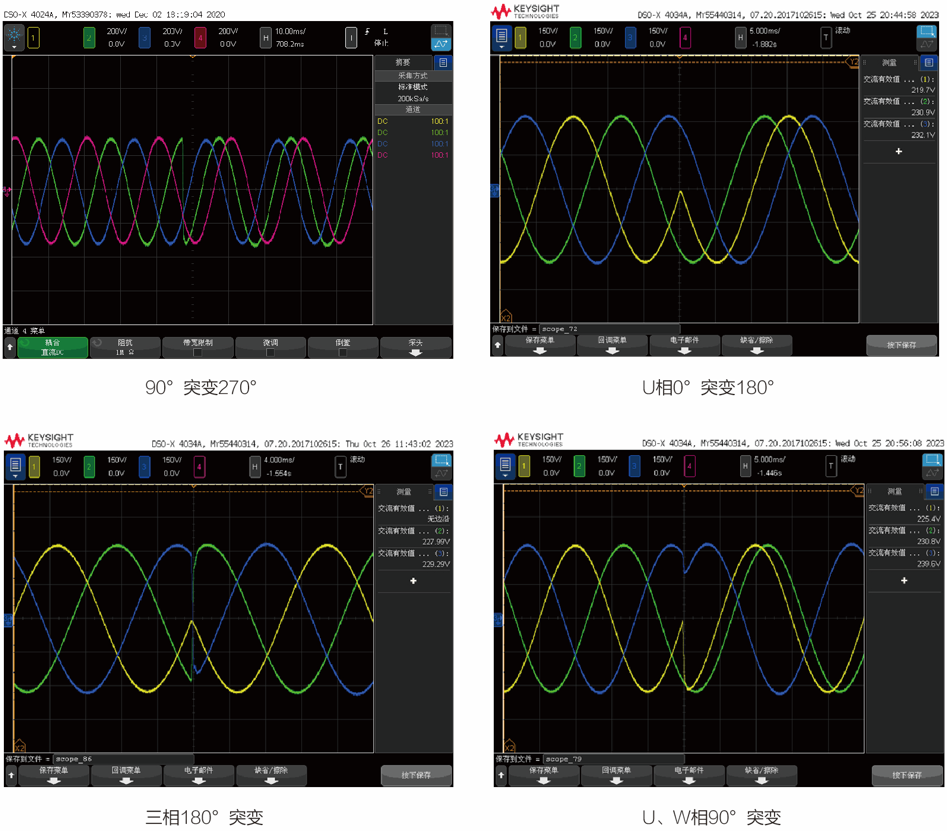 DSO-X 4024A, MY53390378: Wed Dec 02 18:19:04 2020
1
2 200V/ 0.0V
3 203V/ 0.3V
4 200V/ 0.0V
H 10.00ms/ 708.2ms
L
停止
摘要
采集方式
标准模式
200kSa/s
通道
DC 100:1
DC 100:1
DC 100:1
DC 100:1
通道 4 菜单
耦合 直流DC
阻抗 1M Ω
带宽限制
微调
倒置
探头
90°突变270°
KEYSIGHT TECHNOLOGIES
DSO-X 4034A, MY55440314, 07.20.2017102615: Wed Oct 25 20:44:58 2023
1 150V/ 0.0V
2 150V/ 0.0V
3 150V/ 0.0V
4
H 5.000ms/ -1.882s
T 滚动
Y2
X2
测量
交流有效值 ... (1):
219.7V
交流有效值 ... (2):
230.9V
交流有效值 ... (3):
232.1V
保存到文件 = scope_72
保存菜单
回调菜单
电子邮件
缺省/擦除
按下保存
U相0°突变180°
KEYSIGHT TECHNOLOGIES
DSO-X 4034A, MY55440314, 07.20.2017102615: Thu Oct 26 11:43:02 2023
1 150V/ 0.0V
2 150V/ 0.0V
3 150V/ 0.0V
4
H 4.000ms/ -1.554s
T 滚动
Y2
X2
测量
交流有效值 ... (1):
无边沿
交流有效值 ... (2):
227.99V
交流有效值 ... (3):
229.29V
保存到文件 = scope_86
保存菜单
回调菜单
电子邮件
缺省/擦除
按下保存
三相180°突变
KEYSIGHT TECHNOLOGIES
DSO-X 4034A, MY55440314, 07.20.2017102615: Wed Oct 25 20:56:08 2023
1 150V/ 0.0V
2 150V/ 0.0V
3 150V/ 0.0V
4
H 5.000ms/ -1.446s
T 滚动
Y2
X2
测量
交流有效值 ... (1):
225.4V
交流有效值 ... (2):
230.8V
交流有效值 ... (3):
239.6V
保存到文件 = scope_79
保存菜单
回调菜单
电子邮件
缺省/擦除
按下保存
U、W相90°突变